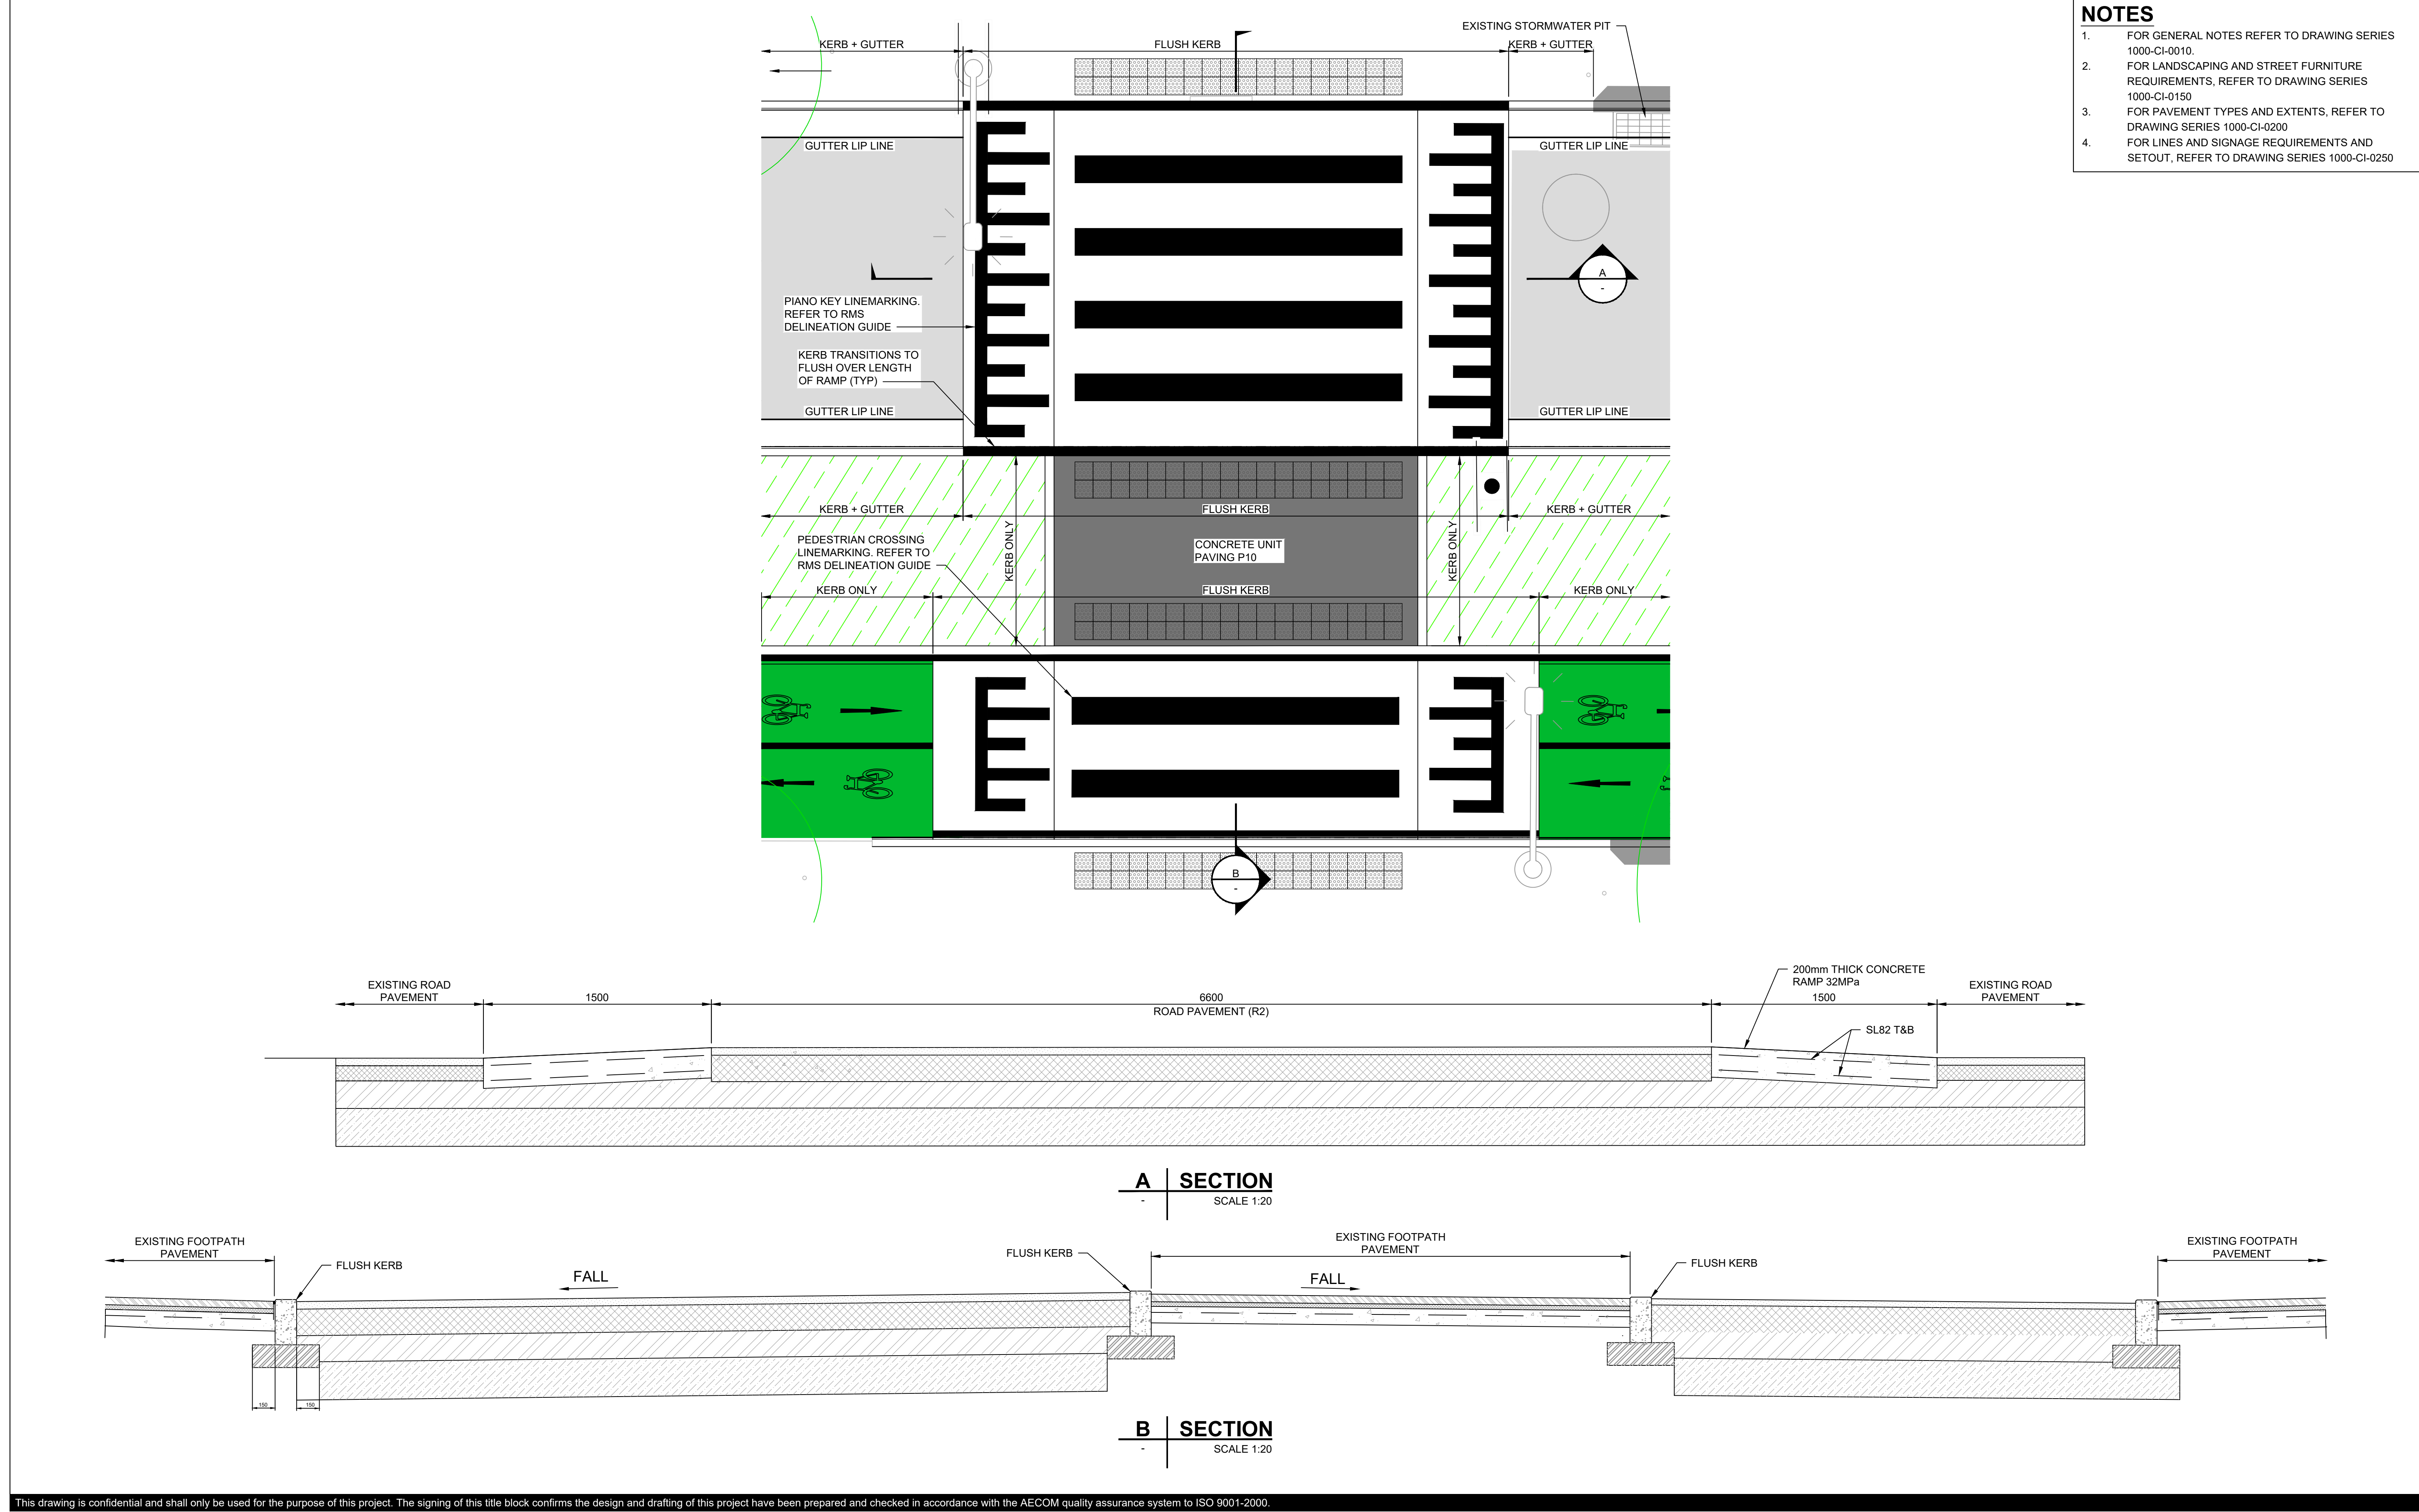 NOTES
1. FOR GENERAL NOTES REFER TO DRAWING SERIES
1000-CI-0010.
2. FOR LANDSCAPING AND STREET FURNITURE
REQUIREMENTS, REFER TO DRAWING SERIES
1000-CI-0150
3. FOR PAVEMENT TYPES AND EXTENTS, REFER TO
DRAWING SERIES 1000-CI-0200
4. FOR LINES AND SIGNAGE REQUIREMENTS AND
SETOUT, REFER TO DRAWING SERIES 1000-CI-0250
EXISTING STORMWATER PIT
KERB + GUTTER
FLUSH KERB
KERB + GUTTER
GUTTER LIP LINE
GUTTER LIP LINE
A
-
PIANO KEY LINEMARKING.
REFER TO RMS
DELINEATION GUIDE
KERB TRANSITIONS TO
FLUSH OVER LENGTH
OF RAMP (TYP)
GUTTER LIP LINE
GUTTER LIP LINE
KERB + GUTTER
FLUSH KERB
KERB + GUTTER
PEDESTRIAN CROSSING
LINEMARKING. REFER TO
RMS DELINEATION GUIDE
KERB ONLY
CONCRETE UNIT
PAVING P10
KERB ONLY
KERB ONLY
FLUSH KERB
KERB ONLY
B
-
EXISTING ROAD
PAVEMENT
1500
6600
ROAD PAVEMENT (R2)
200mm THICK CONCRETE
RAMP 32MPa
1500
EXISTING ROAD
PAVEMENT
SL82 T&B
A SECTION
- SCALE 1:20
EXISTING FOOTPATH
PAVEMENT
FLUSH KERB
FALL
FLUSH KERB
EXISTING FOOTPATH
PAVEMENT
FALL
FLUSH KERB
EXISTING FOOTPATH
PAVEMENT
150
150
B SECTION
- SCALE 1:20
This drawing is confidential and shall only be used for the purpose of this project. The signing of this title block confirms the design and drafting of this project have been prepared and checked in accordance with the AECOM quality assurance system to ISO 9001-2000.